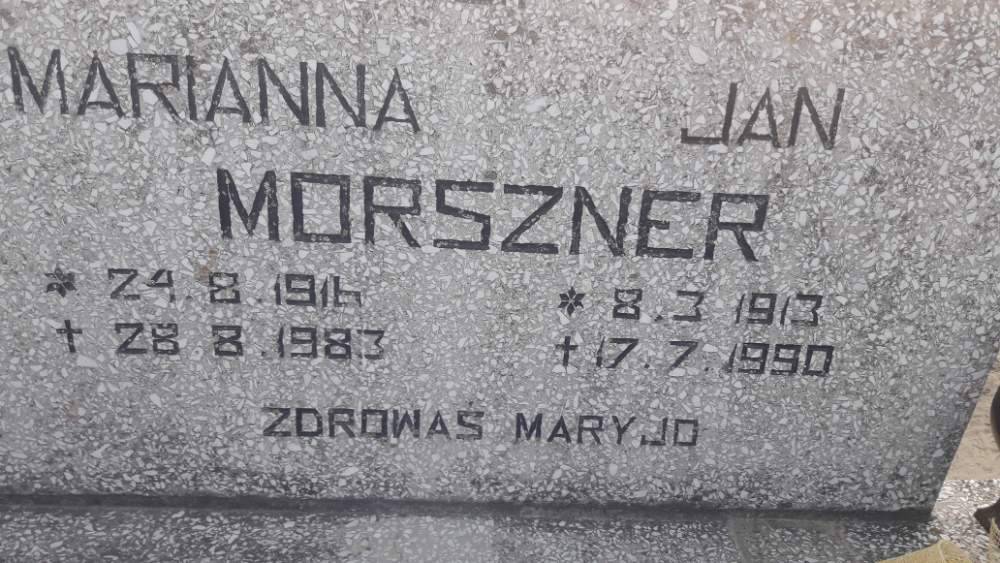 MARIANNA JAN
MORSZNER
* 24.8.1916 * 8.3.1913
† 28.8.1983 † 17.7.1990
ZDROWAŚ MARYJO